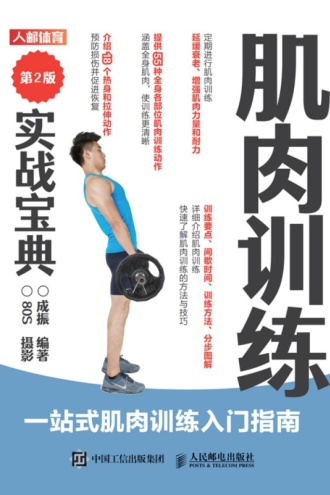 人邮体育
第2版
肌肉训练
实战宝典
○成振 编著
○80S 摄影
定期进行肌肉训练
延缓衰老、增强肌肉力量和耐力
提供55种全身各部位肌肉训练动作
涵盖全身肌肉，使训练更清晰
介绍18个热身和拉伸动作
预防损伤并促进恢复
训练要点、间歇时间、训练方法、分步图解
详细介绍肌肉训练
快速了解肌肉训练的方法与技巧
一站式肌肉训练入门指南
中国工信出版集团
人民邮电出版社
POSTS & TELECOM PRESS